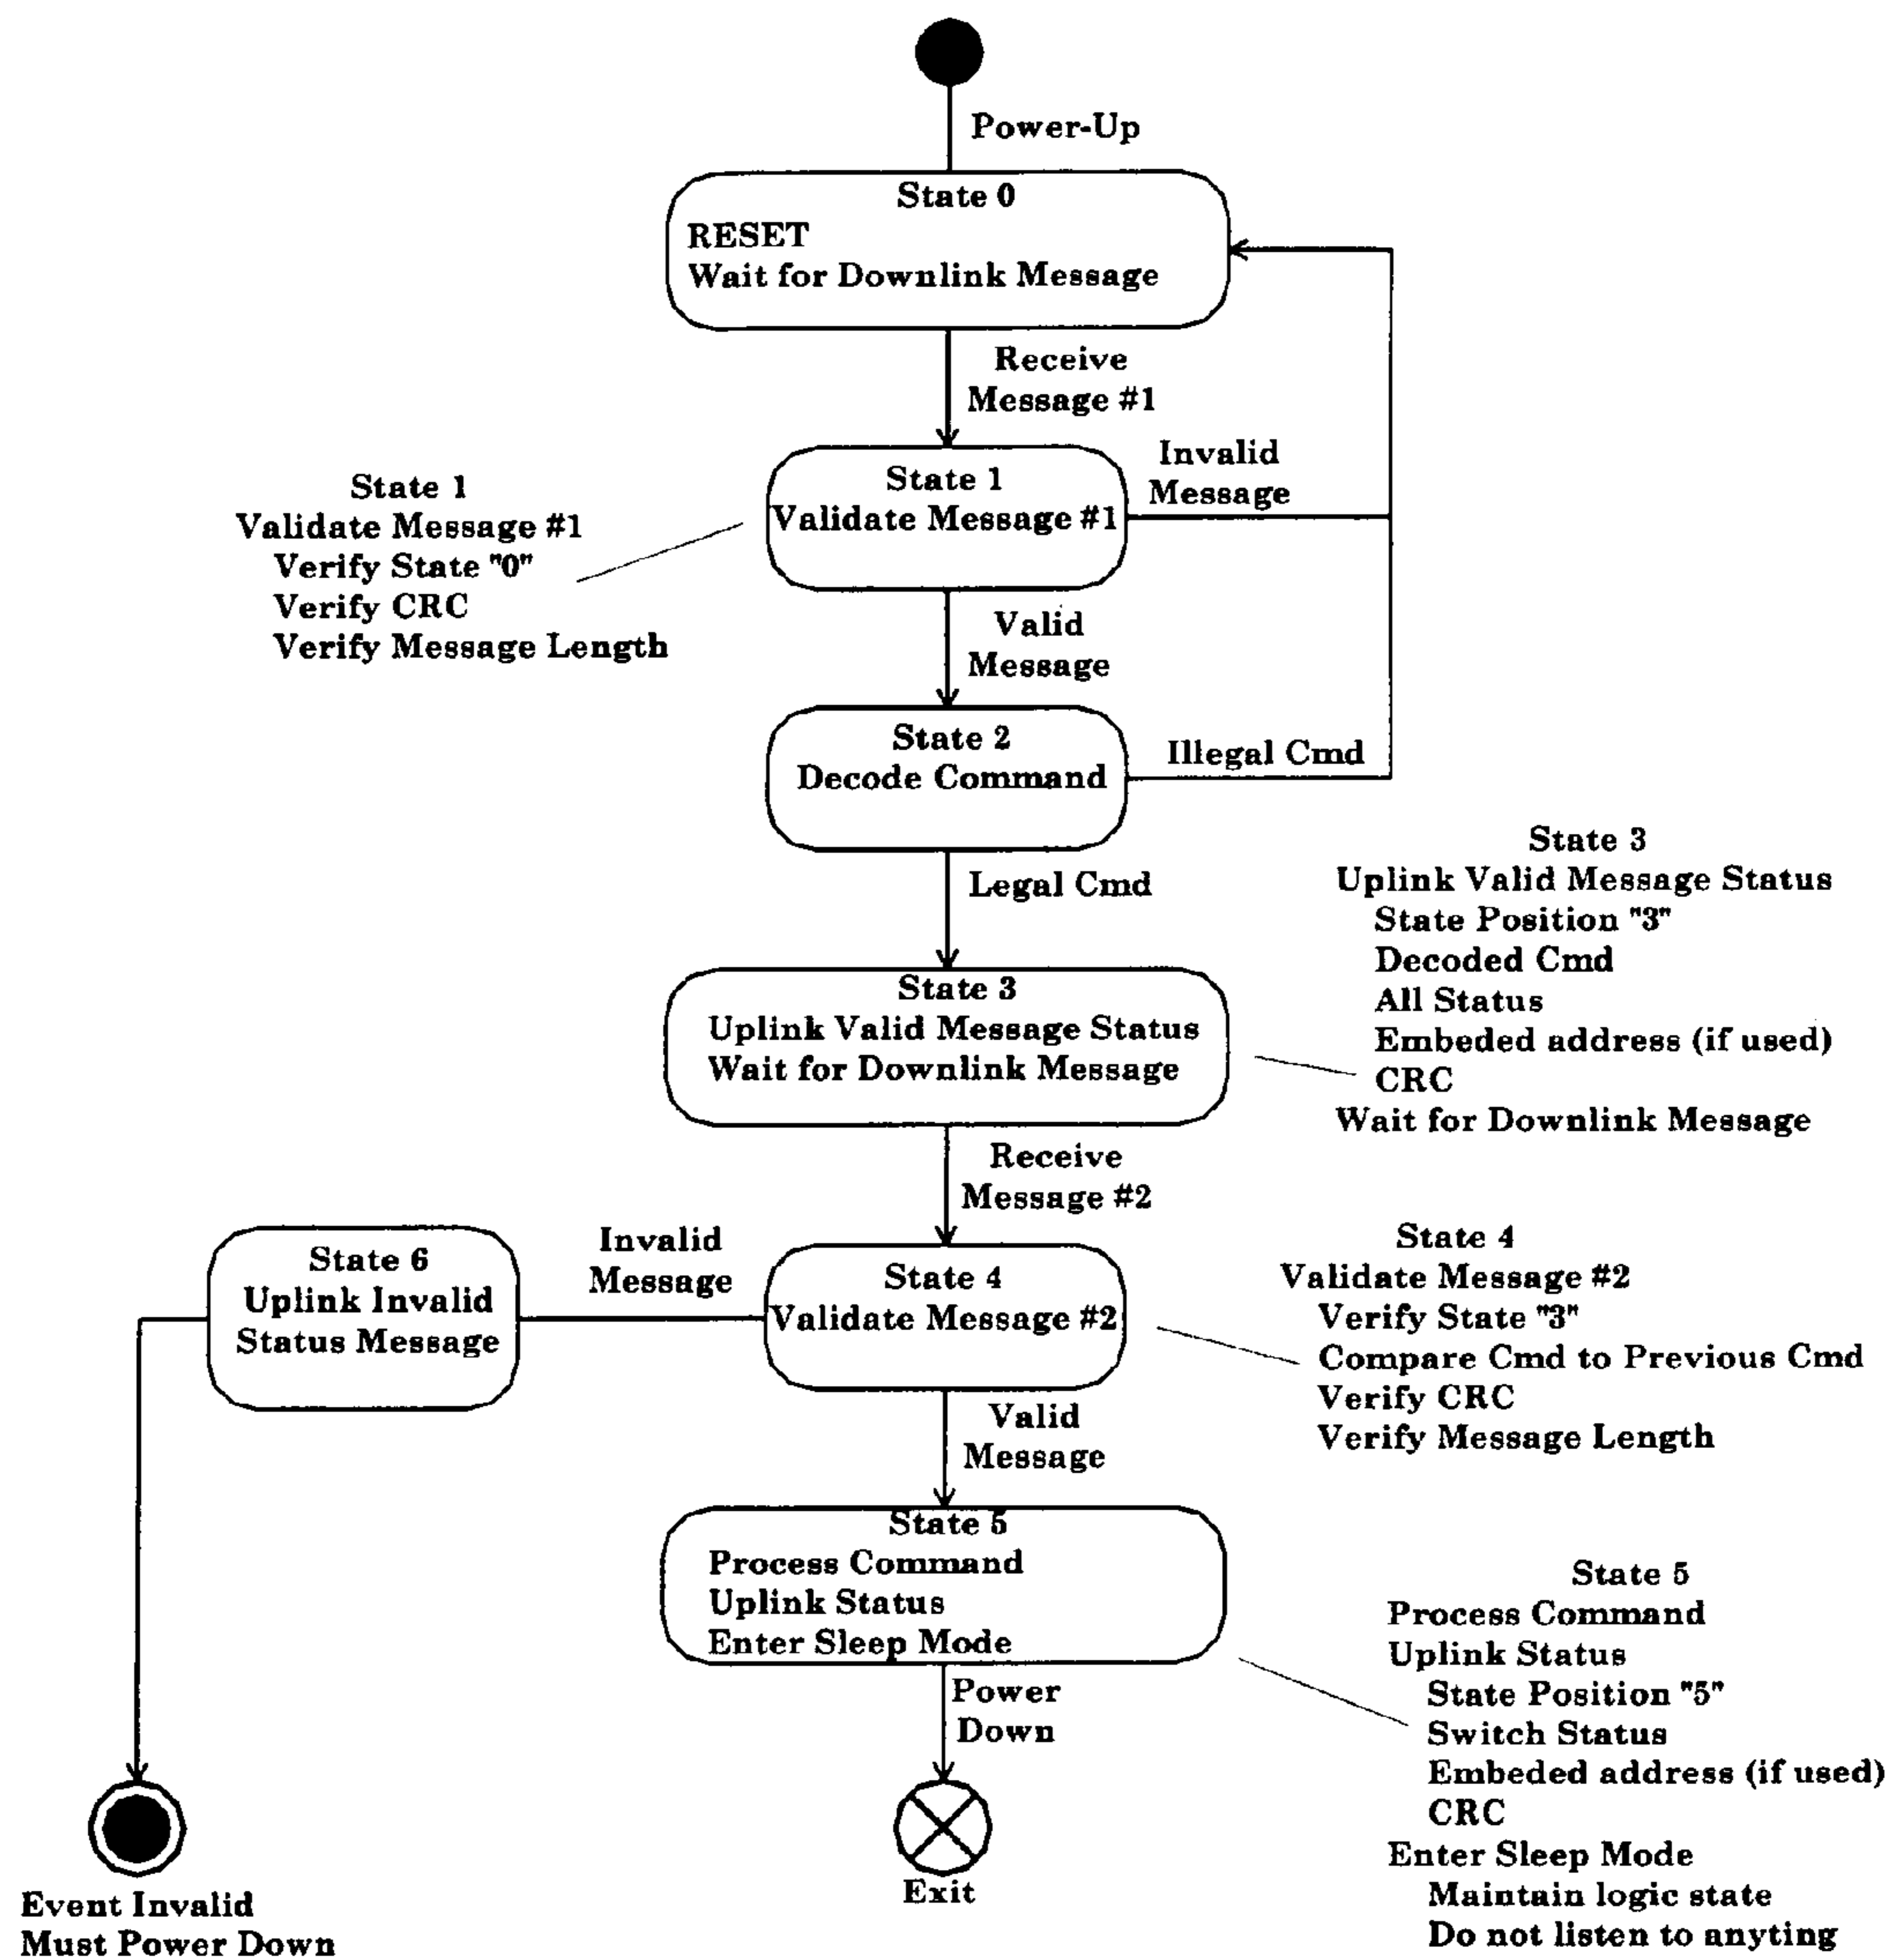 Power-Up
State 0
RESET
Wait for Downlink Message
Receive
Message #1
State 1
Validate Message #1
Invalid
Message
State 1
Validate Message #1
Verify State "0"
Verify CRC
Verify Message Length
Valid
Message
State 2
Decode Command
Illegal Cmd
Legal Cmd
State 3
Uplink Valid Message Status
Wait for Downlink Message
State 3
Uplink Valid Message Status
State Position "3"
Decoded Cmd
All Status
Embeded address (if used)
CRC
Wait for Downlink Message
Receive
Message #2
State 6
Uplink Invalid
Status Message
Invalid
Message
State 4
Validate Message #2
State 4
Validate Message #2
Verify State "3"
Compare Cmd to Previous Cmd
Verify CRC
Verify Message Length
Valid
Message
State 5
Process Command
Uplink Status
Enter Sleep Mode
State 5
Process Command
Uplink Status
State Position "5"
Switch Status
Embeded address (if used)
CRC
Enter Sleep Mode
Maintain logic state
Do not listen to anyting
Power
Down
Exit
Event Invalid
Must Power Down